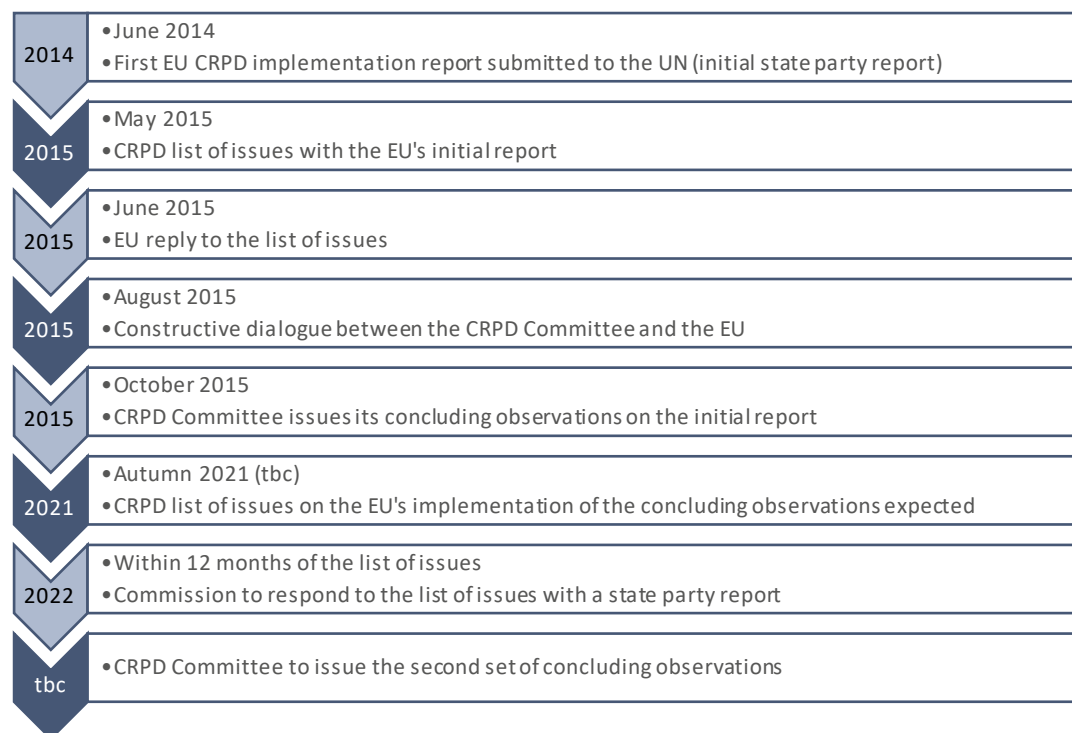 2014
•June 2014
•First EU CRPD implementation report submitted to the UN (initial state party report)
2015
•May 2015
•CRPD list of issues with the EU's initial report
2015
•June 2015
•EU reply to the list of issues
2015
•August 2015
•Constructive dialogue between the CRPD Committee and the EU
2015
•October 2015
•CRPD Committee issues its concluding observations on the initial report
2021
•Autumn 2021 (tbc)
•CRPD list of issues on the EU's implementation of the concluding observations expected
2022
•Within 12 months of the list of issues
•Commission to respond to the list of issues with a state party report
tbc
•CRPD Committee to issue the second set of concluding observations